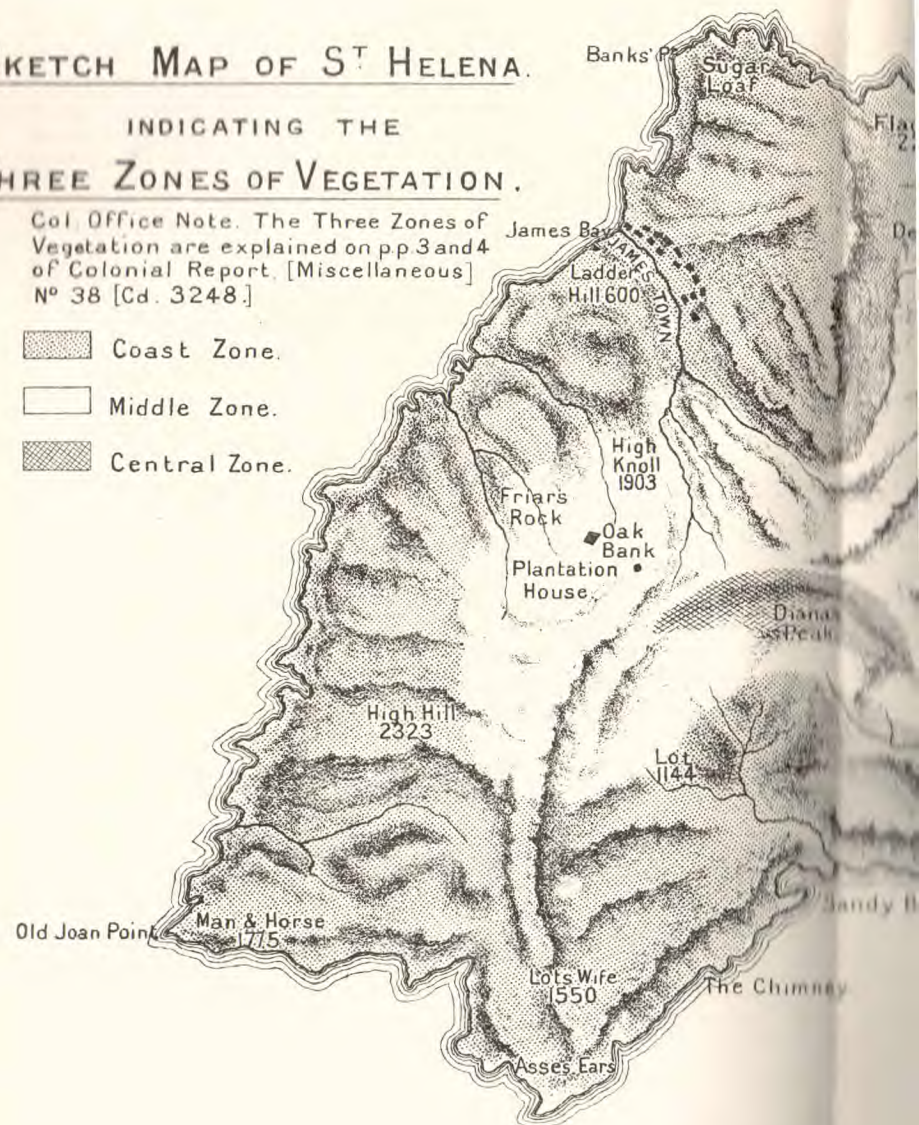 KETCH MAP OF ST HELENA.
INDICATING THE
HREE ZONES OF VEGETATION.
Col. Office Note. The Three Zones of
Vegetation are explained on p.p. 3 and 4
of Colonial Report. [Miscellaneous]
Nº 38 [Cd. 3248.]
Coast Zone.
Middle Zone.
Central Zone.
Banks' Pt
Sugar
Loaf
James Bay
JAMES TOWN
Ladder
Hill 600
High
Knoll
1903
Friars
Rock
Oak
Bank
Plantation
House.
Dianas
Peak
High Hill
2323
Lot
1144
Old Joan Point
Man & Horse
1775
Sandy B
Lots Wife
1550
The Chimney
Asses Ears